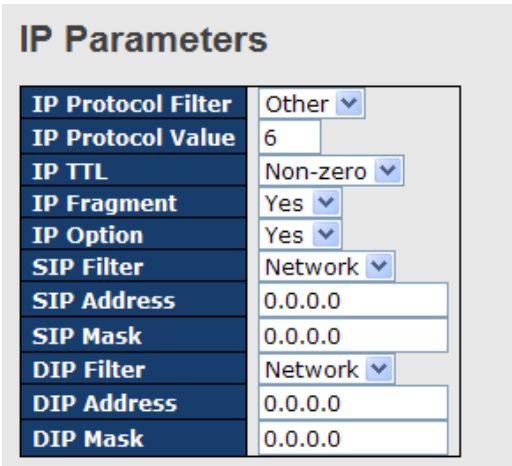 IP Parameters
IP Protocol Filter Other
IP Protocol Value 6
IP TTL Non-zero
IP Fragment Yes
IP Option Yes
SIP Filter Network
SIP Address 0.0.0.0
SIP Mask 0.0.0.0
DIP Filter Network
DIP Address 0.0.0.0
DIP Mask 0.0.0.0